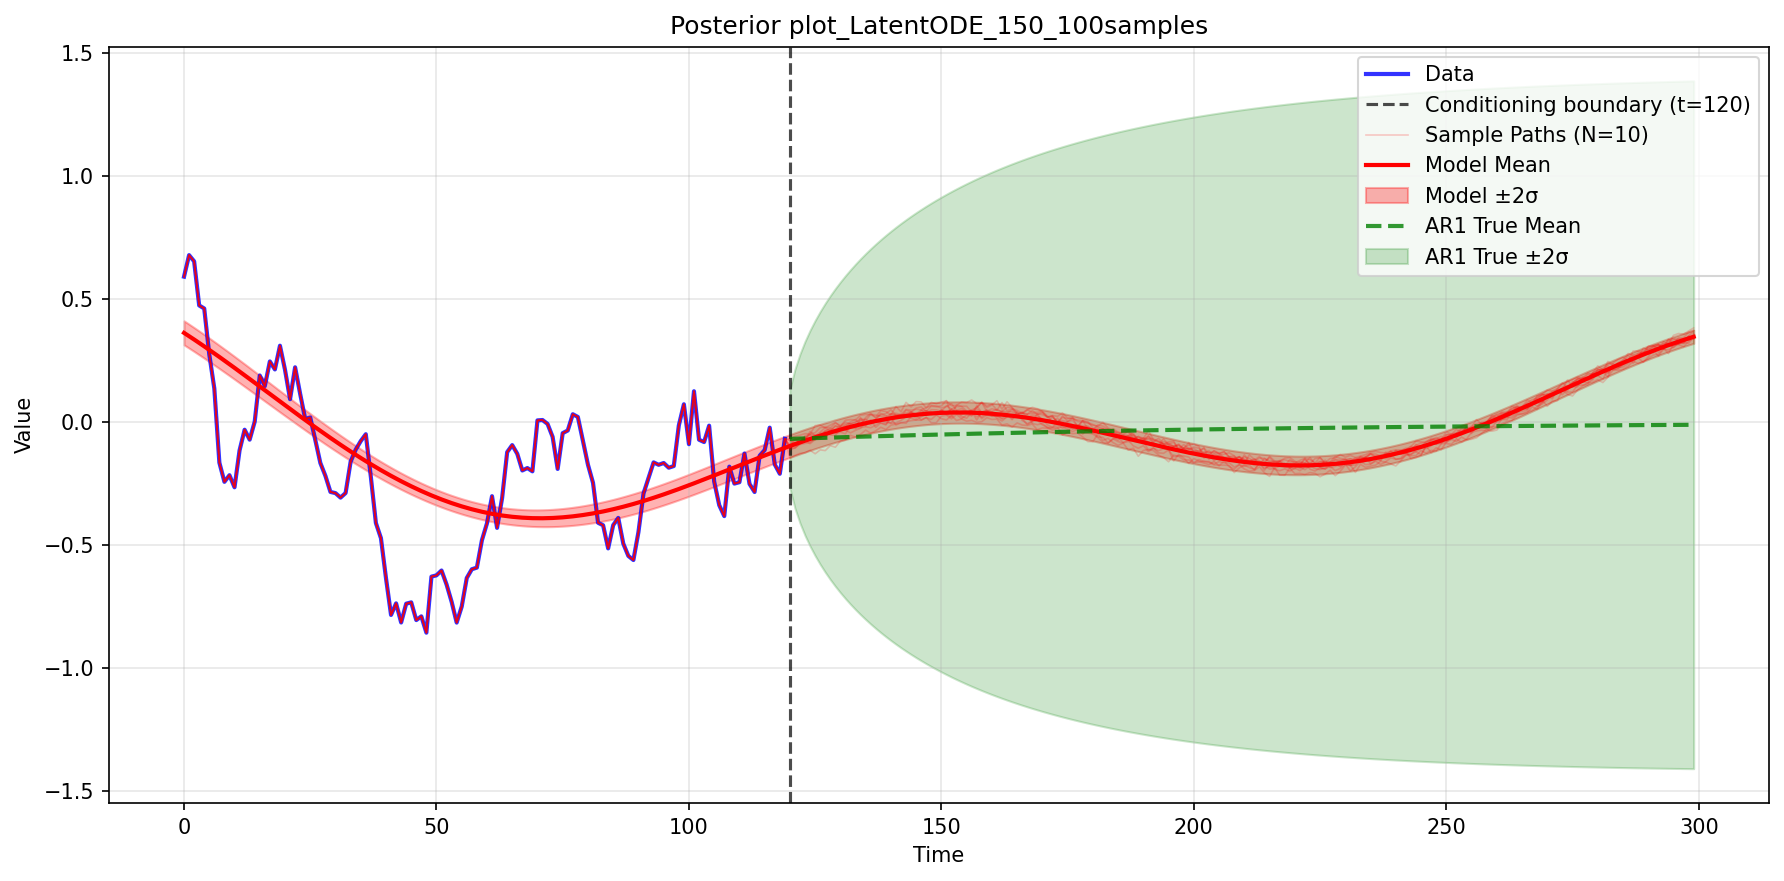 Posterior plot_LatentODE_150_100samples
Data
Conditioning boundary (t=120)
Sample Paths (N=10)
Model Mean
Model ±2σ
AR1 True Mean
AR1 True ±2σ
Value
1.5
1.0
0.5
0.0
−0.5
−1.0
−1.5
0 50 100 150 200 250 300
Time